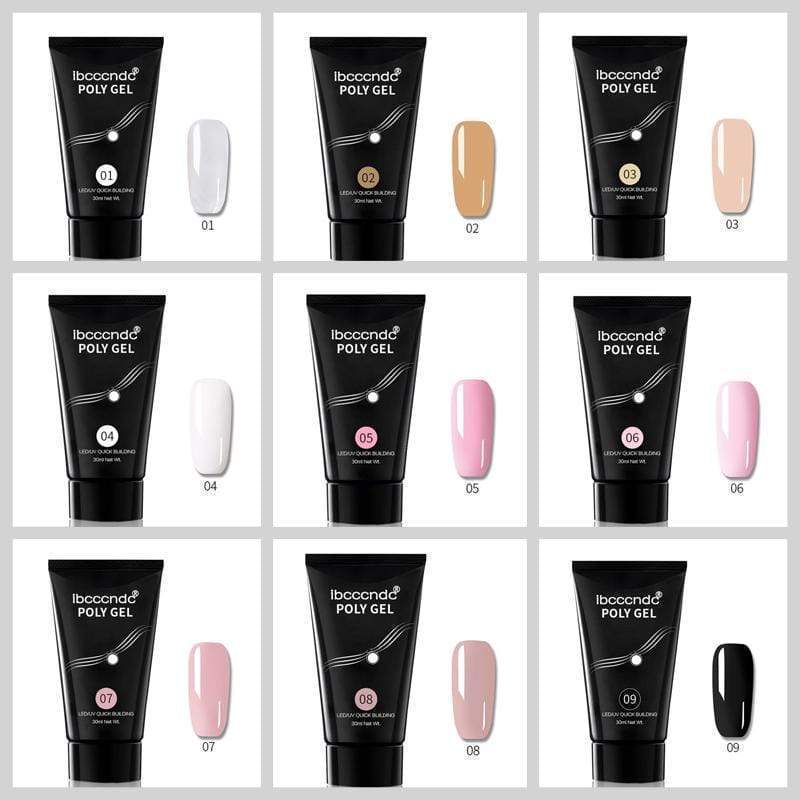 ibcccndc®
POLY GEL
01
LED/UV QUICK BUILDING
30ml Net Wt.
01
ibcccndc®
POLY GEL
02
LED/UV QUICK BUILDING
30ml Net Wt.
02
ibcccndc®
POLY GEL
03
LED/UV QUICK BUILDING
30ml Net Wt.
03
ibcccndc®
POLY GEL
04
LED/UV QUICK BUILDING
30ml Net Wt.
04
ibcccndc®
POLY GEL
05
LED/UV QUICK BUILDING
30ml Net Wt.
05
ibcccndc®
POLY GEL
06
LED/UV QUICK BUILDING
30ml Net Wt.
06
ibcccndc®
POLY GEL
07
LED/UV QUICK BUILDING
30ml Net Wt.
07
ibcccndc®
POLY GEL
08
LED/UV QUICK BUILDING
30ml Net Wt.
08
ibcccndc®
POLY GEL
09
LED/UV QUICK BUILDING
30ml Net Wt.
09